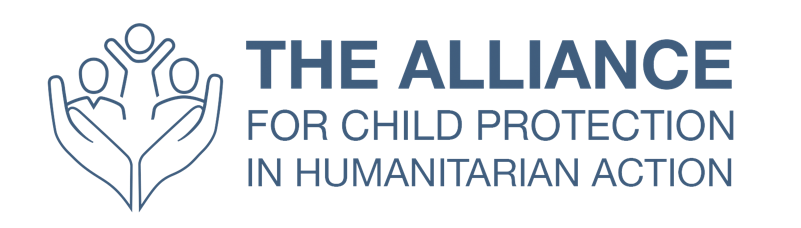 THE ALLIANCE
FOR CHILD PROTECTION
IN HUMANITARIAN ACTION